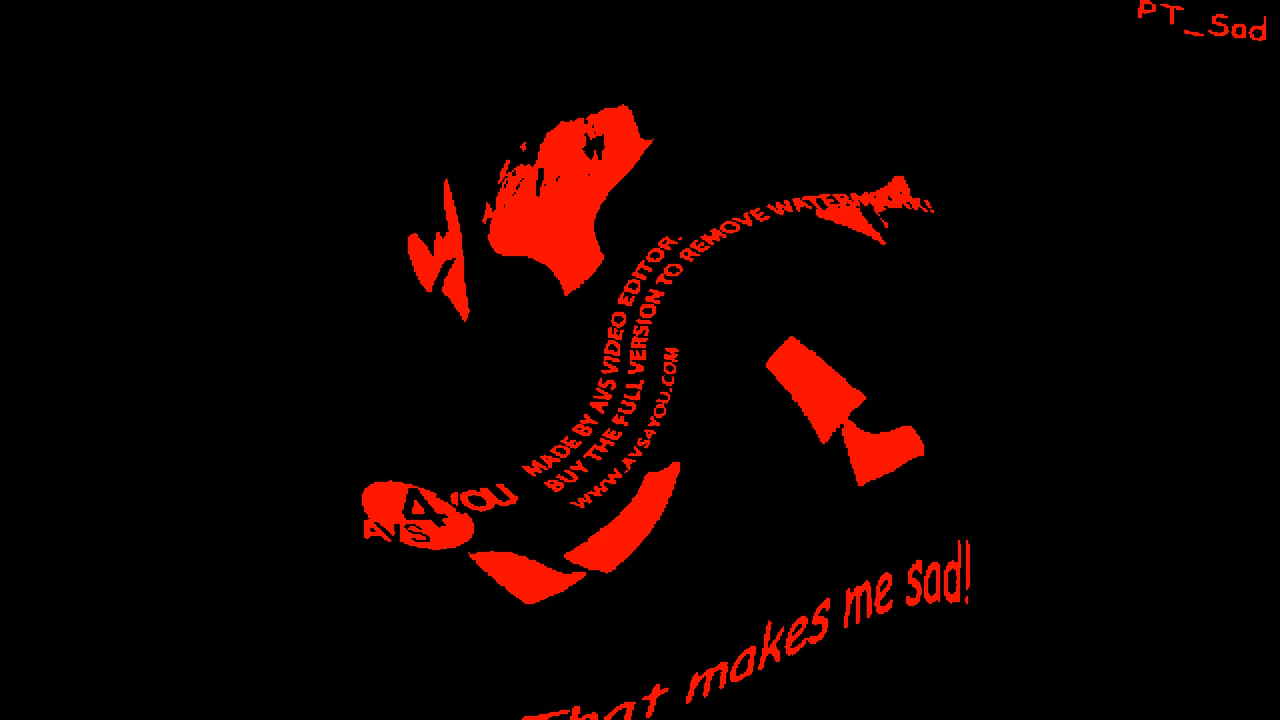 PT_Sad
MADE BY AVS VIDEO EDITOR.
BUY THE FULL VERSION TO REMOVE WATERMARK!
WWW.AVS4YOU.COM
AVS4YOU
That makes me sad!